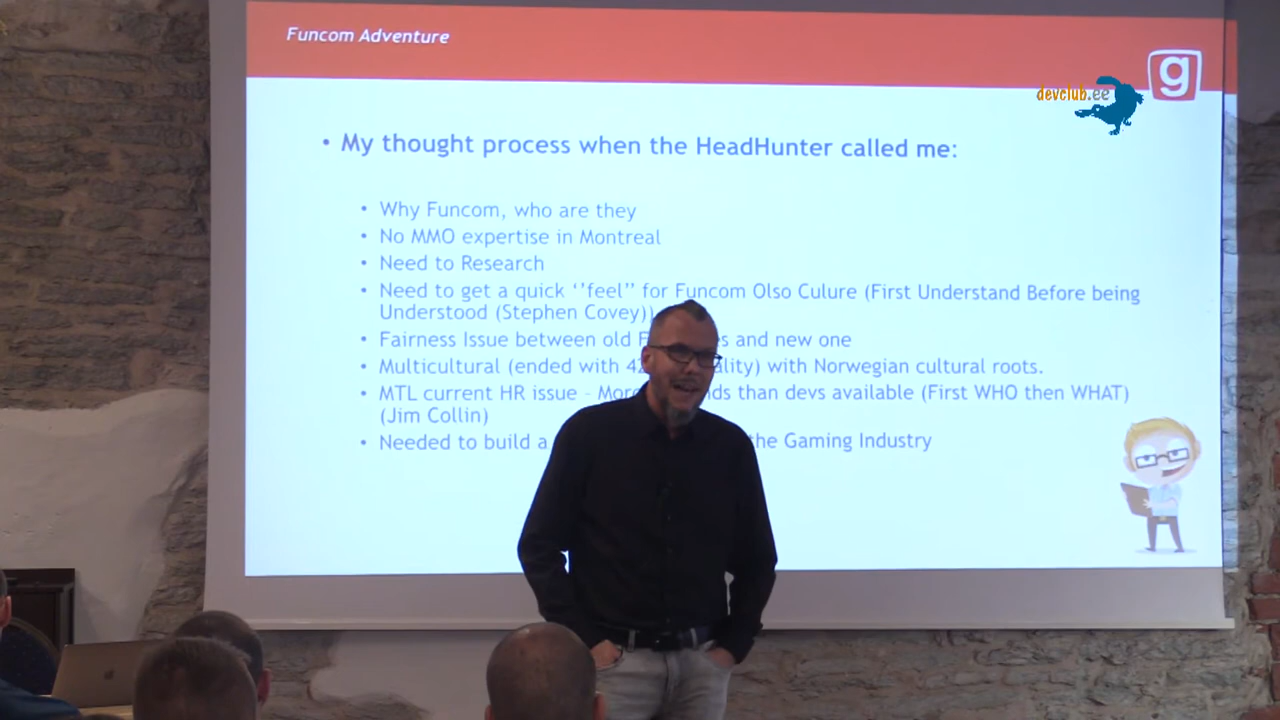 Funcom Adventure
g
devclub.ee
• My thought process when the HeadHunter called me:
• Why Funcom, who are they
• No MMO expertise in Montreal
• Need to Research
• Need to get a quick ‘’feel’’ for Funcom Olso Culure (First Understand Before being
Understood (Stephen Covey))
• Fairness Issue between old and new one
• Multicultural (ended with with Norwegian cultural roots.
• MTL current HR issue - than devs available (First WHO then WHAT)
(Jim Collin)
• Needed to build a the Gaming Industry